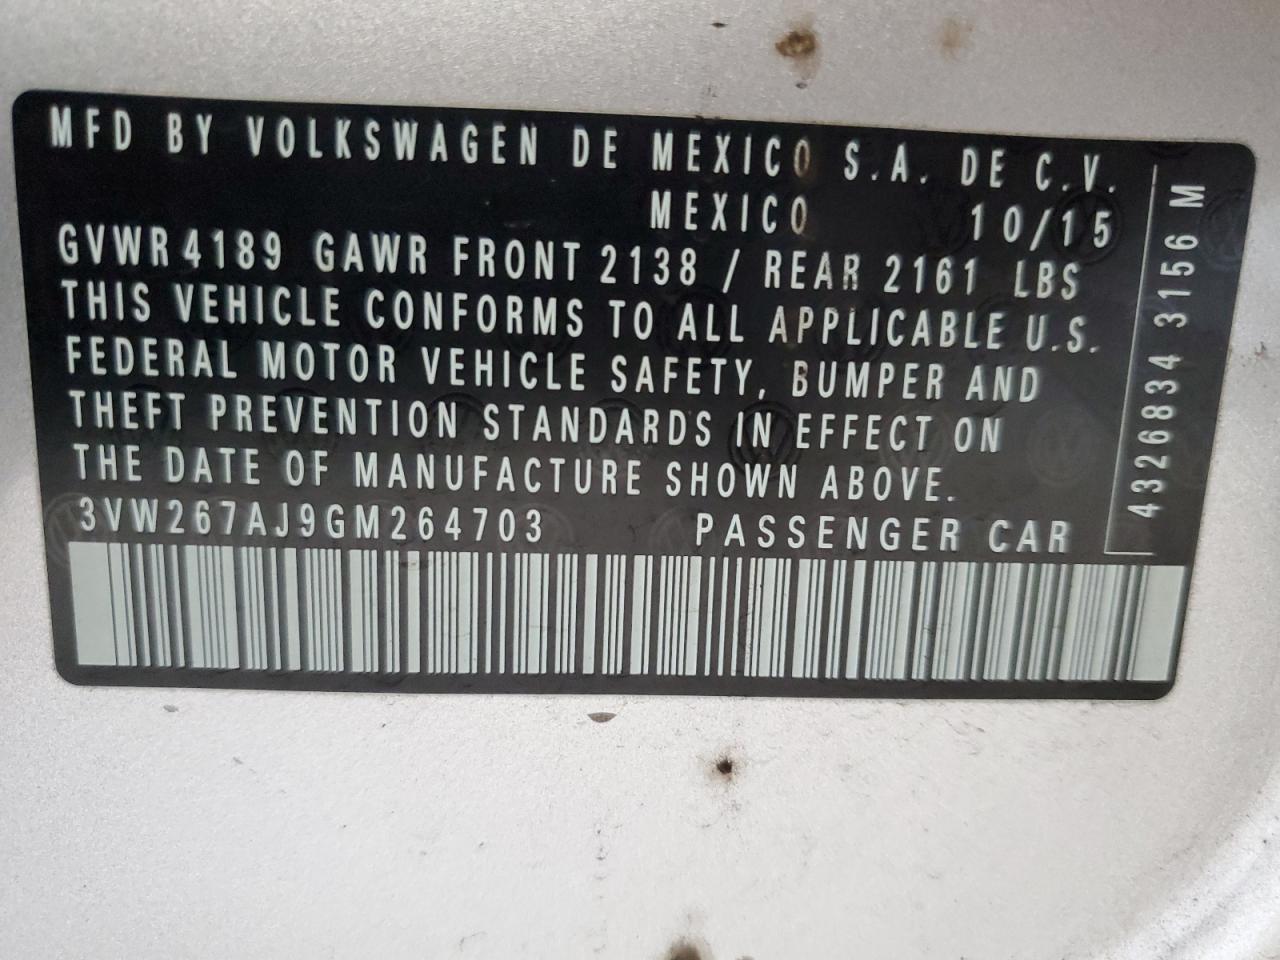 MFD BY VOLKSWAGEN DE MEXICO S.A. DE C.V.
MEXICO 10/15
GVWR 4189 GAWR FRONT 2138 / REAR 2161 LBS
THIS VEHICLE CONFORMS TO ALL APPLICABLE U.S.
FEDERAL MOTOR VEHICLE SAFETY, BUMPER AND
THEFT PREVENTION STANDARDS IN EFFECT ON
THE DATE OF MANUFACTURE SHOWN ABOVE.
3VW267AJ9GM264703 PASSENGER CAR
4326834 3156 M